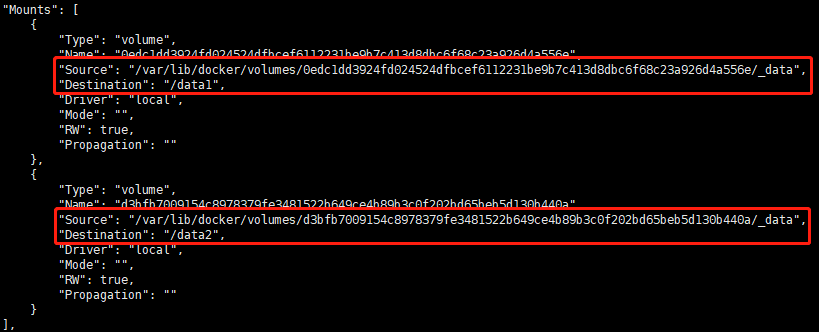 "Mounts": [
{
"Type": "volume",
"Name": "0edc1dd3924fd024524dfbcef6112231be9b7c413d8dbc6f68c23a926d4a556e",
"Source": "/var/lib/docker/volumes/0edc1dd3924fd024524dfbcef6112231be9b7c413d8dbc6f68c23a926d4a556e/_data",
"Destination": "/data1",
"Driver": "local",
"Mode": "",
"RW": true,
"Propagation": ""
},
{
"Type": "volume",
"Name": "d3bfb7009154c8978379fe3481522b649ce4b89b3c0f202bd65beb5d130b440a"
"Source": "/var/lib/docker/volumes/d3bfb7009154c8978379fe3481522b649ce4b89b3c0f202bd65beb5d130b440a/_data",
"Destination": "/data2",
"Driver": "local",
"Mode": "",
"RW": true,
"Propagation": ""
}
],